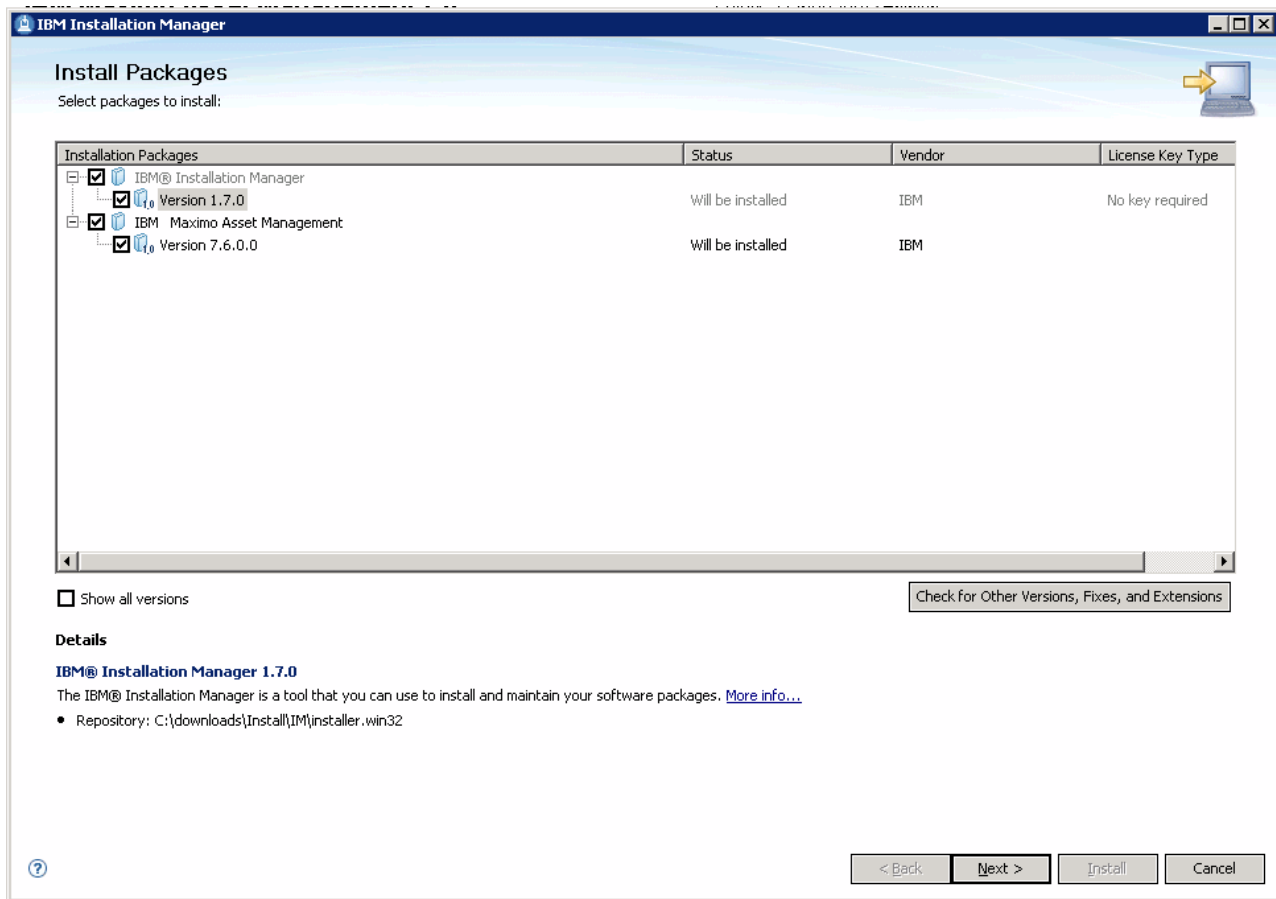 IBM Installation Manager
Install Packages
Select packages to install:
Installation Packages Status Vendor License Key Type
IBM® Installation Manager
Version 1.7.0 Will be installed IBM No key required
IBM Maximo Asset Management
Version 7.6.0.0 Will be installed IBM
Show all versions
Check for Other Versions, Fixes, and Extensions
Details
IBM® Installation Manager 1.7.0
The IBM® Installation Manager is a tool that you can use to install and maintain your software packages. More info...
• Repository: C:\downloads\Install\IM\installer.win32
? < Back Next > Install Cancel